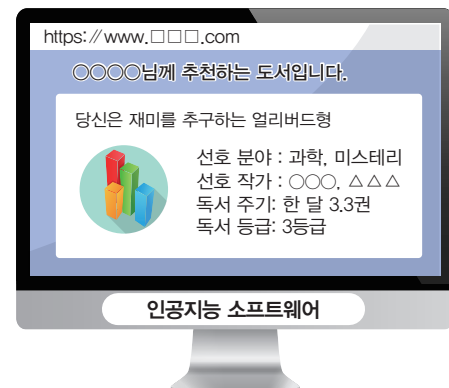 https://www.□□□.com
○○○○님께 추천하는 도서입니다.
당신은 재미를 추구하는 얼리버드형
선호 분야 : 과학, 미스테리
선호 작가 : ○○○, △△△
독서 주기: 한 달 3.3권
독서 등급: 3등급
인공지능 소프트웨어